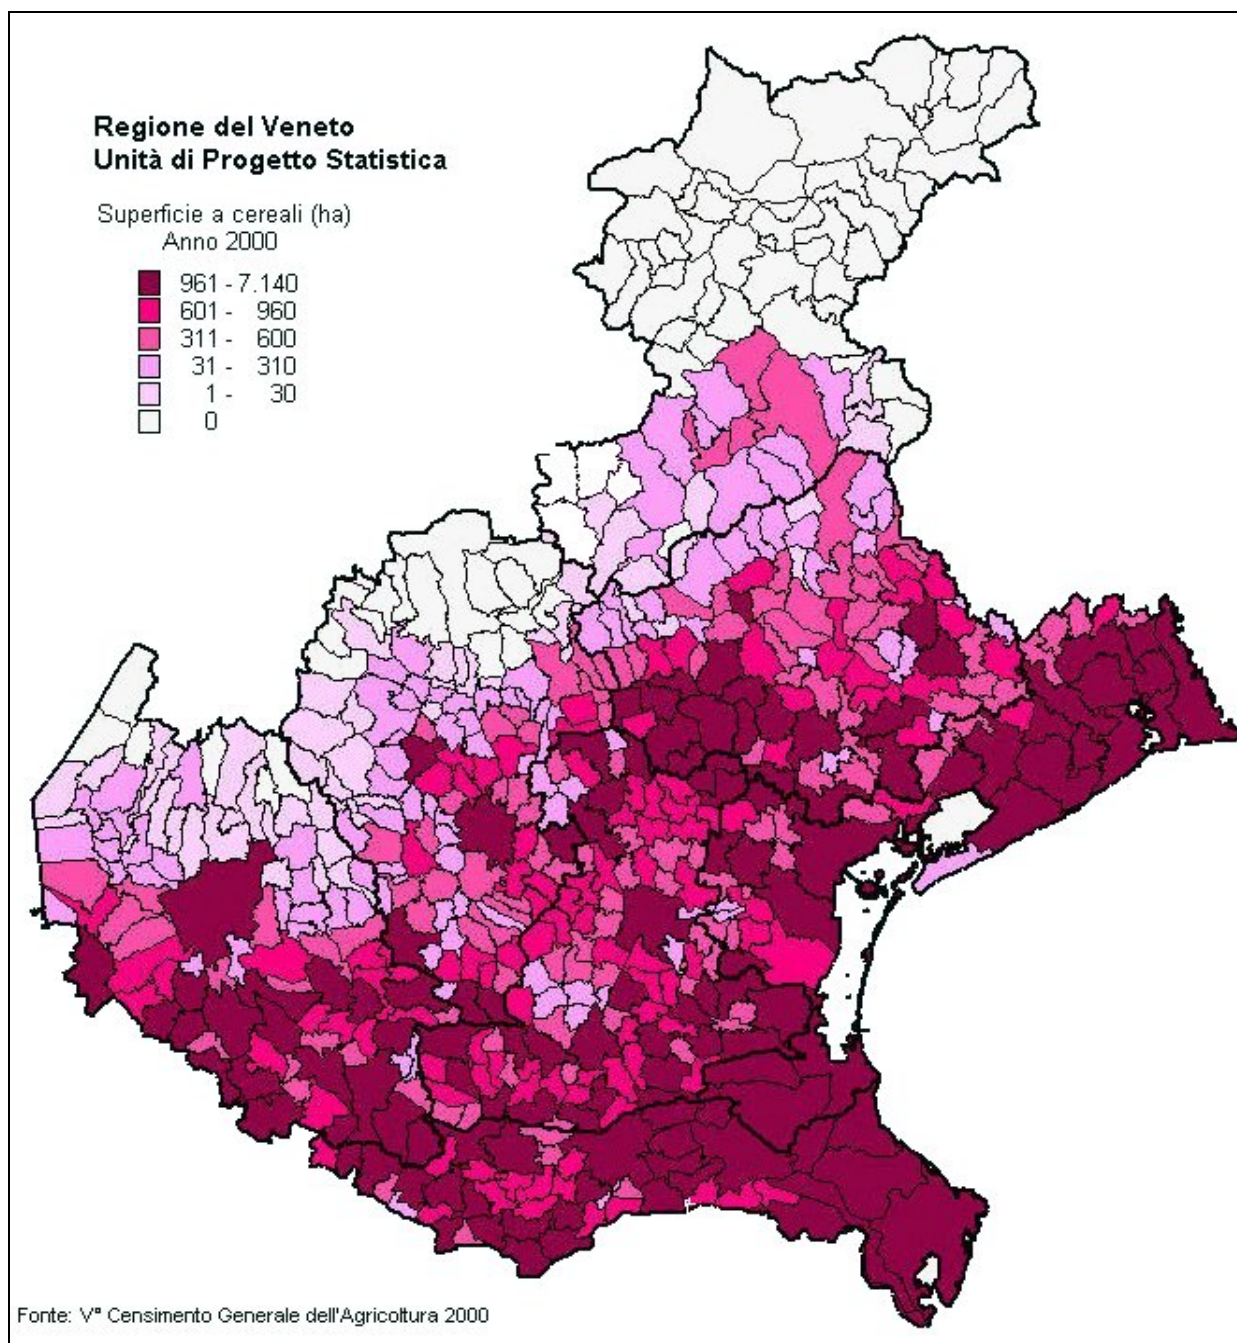 Regione del Veneto
Unità di Progetto Statistica
Superficie a cereali (ha)
Anno 2000
961 - 7.140
601 - 960
311 - 600
31 - 310
1 - 30
0
Fonte: V° Censimento Generale dell'Agricoltura 2000